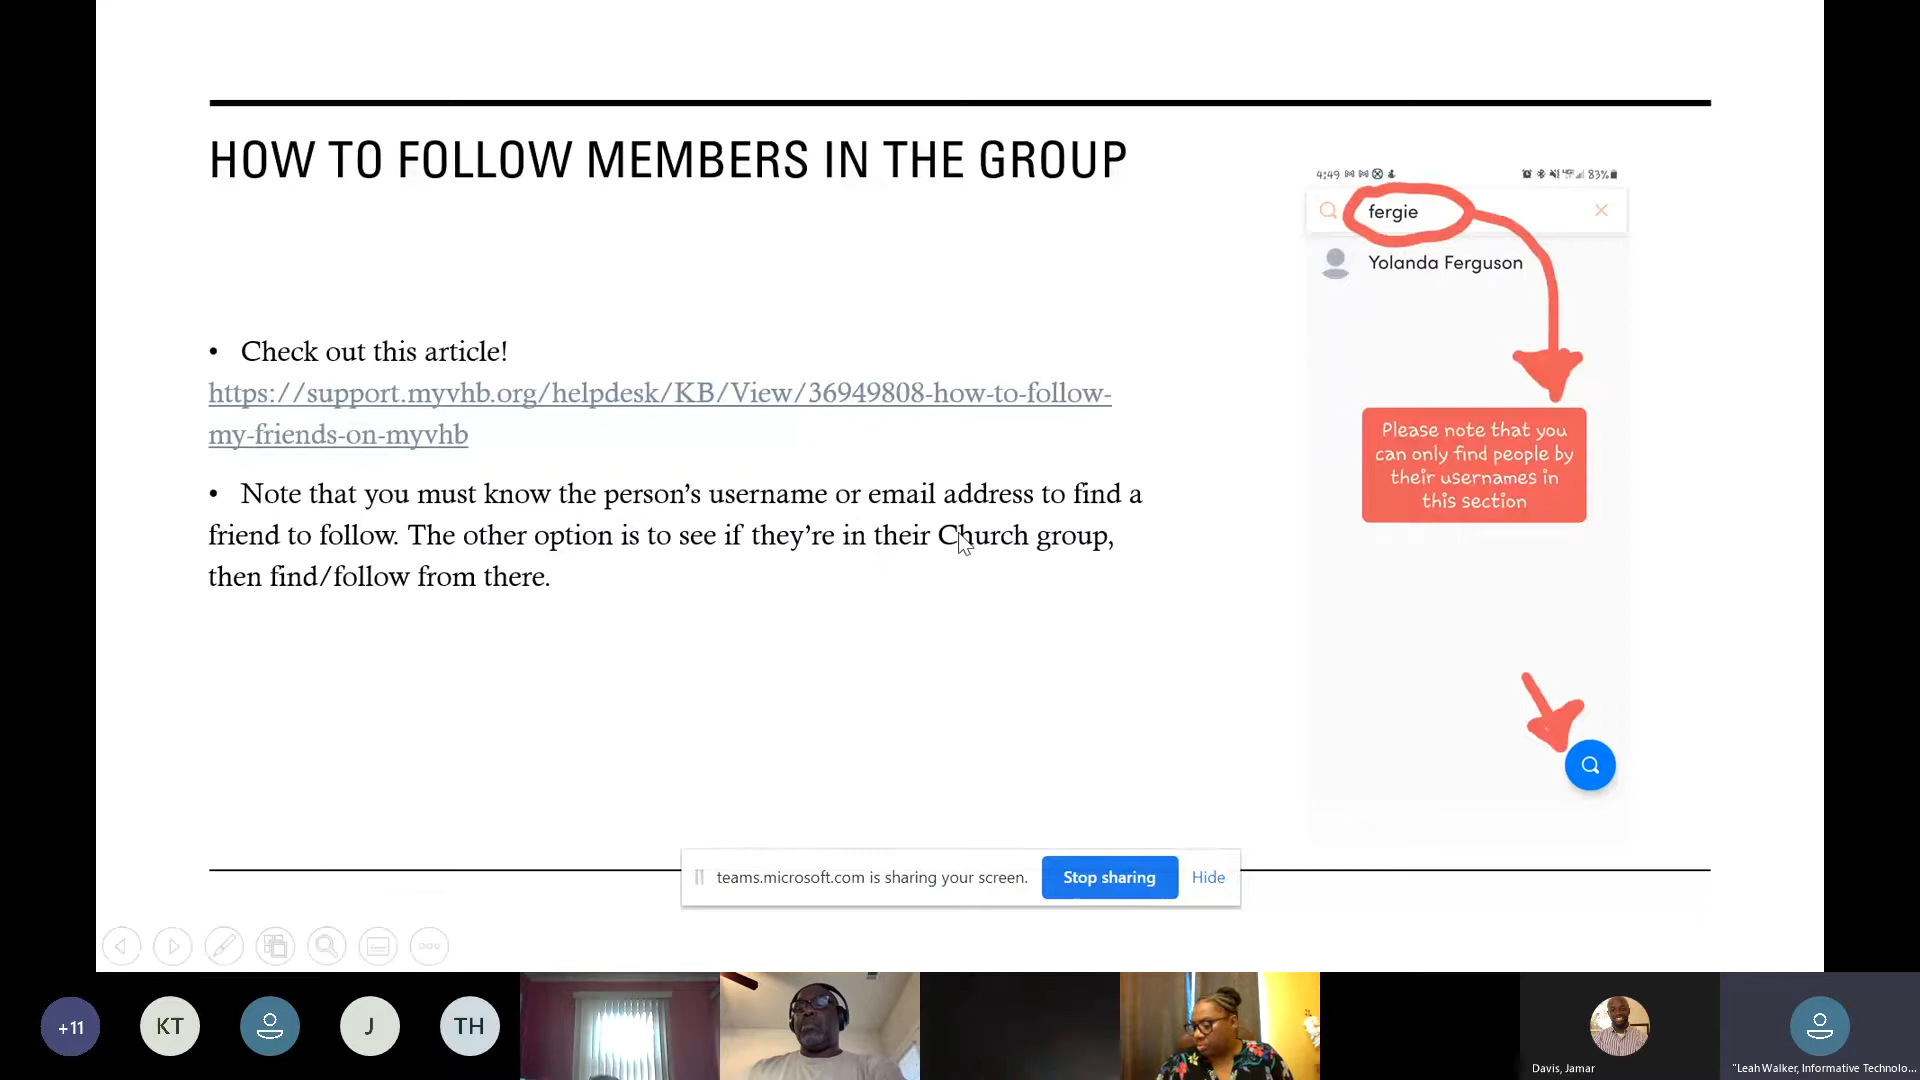 HOW TO FOLLOW MEMBERS IN THE GROUP
• Check out this article!
https://support.myvhb.org/helpdesk/KB/View/36949808-how-to-follow-
my-friends-on-myvhb
• Note that you must know the person's username or email address to find a
friend to follow. The other option is to see if they're in their Church group,
then find/follow from there.
4:49
83%
fergie
Yolanda Ferguson
Please note that you
can only find people by
their usernames in
this section
teams.microsoft.com is sharing your screen.
Stop sharing
Hide
+11
KT
J
TH
Davis, Jamar
"Leah Walker, Informative Technolo...